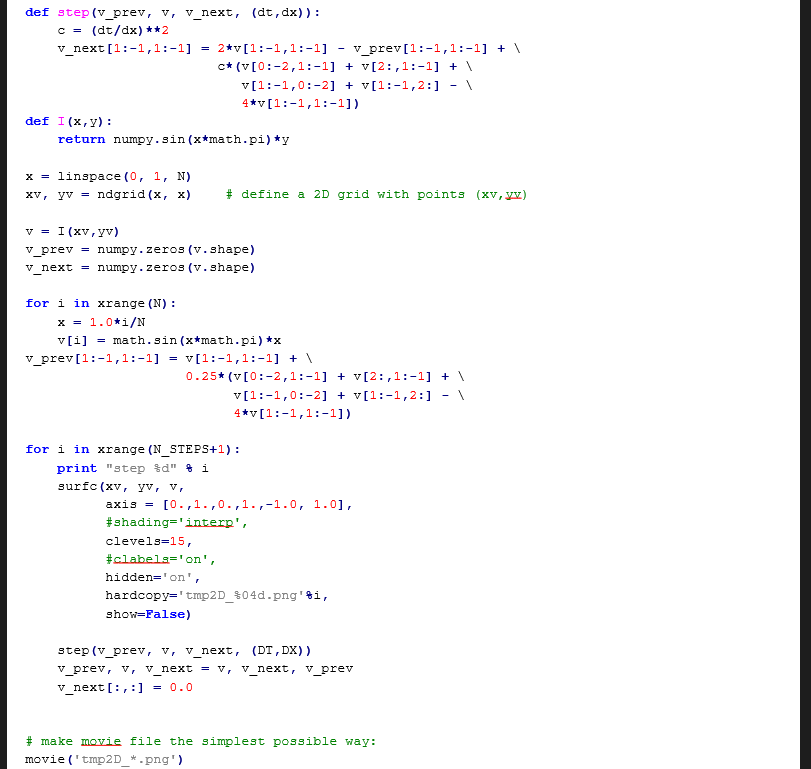 def step(v_prev, v, v_next, (dt,dx)):
    c = (dt/dx)**2
    v_next[1:-1,1:-1] = 2*v[1:-1,1:-1] - v_prev[1:-1,1:-1] + \
                        c*(v[0:-2,1:-1] + v[2:,1:-1] + \
                           v[1:-1,0:-2] + v[1:-1,2:] - \
                           4*v[1:-1,1:-1])
def I(x,y):
    return numpy.sin(x*math.pi)*y

x = linspace(0, 1, N)
xv, yv = ndgrid(x, x)    # define a 2D grid with points (xv,yv)

v = I(xv,yv)
v_prev = numpy.zeros(v.shape)
v_next = numpy.zeros(v.shape)

for i in xrange(N):
    x = 1.0*i/N
    v[i] = math.sin(x*math.pi)*x
v_prev[1:-1,1:-1] = v[1:-1,1:-1] + \
                    0.25*(v[0:-2,1:-1] + v[2:,1:-1] + \
                          v[1:-1,0:-2] + v[1:-1,2:] - \
                          4*v[1:-1,1:-1])

for i in xrange(N_STEPS+1):
    print "step %d" % i
    surfc(xv, yv, v,
          axis = [0.,1.,0.,1.,-1.0, 1.0],
          #shading='interp',
          clevels=15,
          #clabels='on',
          hidden='on',
          hardcopy='tmp2D_%04d.png'%i,
          show=False)

    step(v_prev, v, v_next, (DT,DX))
    v_prev, v, v_next = v, v_next, v_prev
    v_next[:,:] = 0.0

# make movie file the simplest possible way:
movie('tmp2D_*.png')